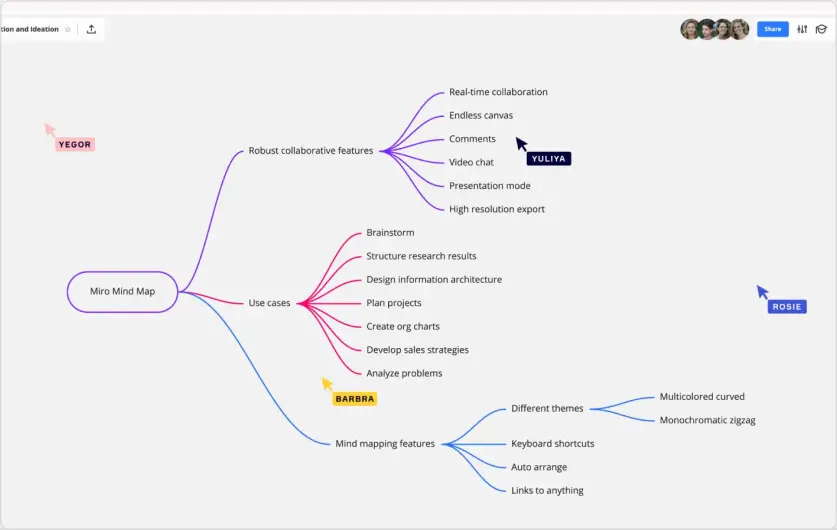 tion and Ideation
Share
YEGOR
Real-time collaboration
Endless canvas
Comments
YULIYA
Robust collaborative features
Video chat
Presentation mode
High resolution export
Miro Mind Map
Use cases
Brainstorm
Structure research results
Design information architecture
Plan projects
Create org charts
Develop sales strategies
Analyze problems
ROSIE
BARBRA
Mind mapping features
Different themes
Multicolored curved
Monochromatic zigzag
Keyboard shortcuts
Auto arrange
Links to anything